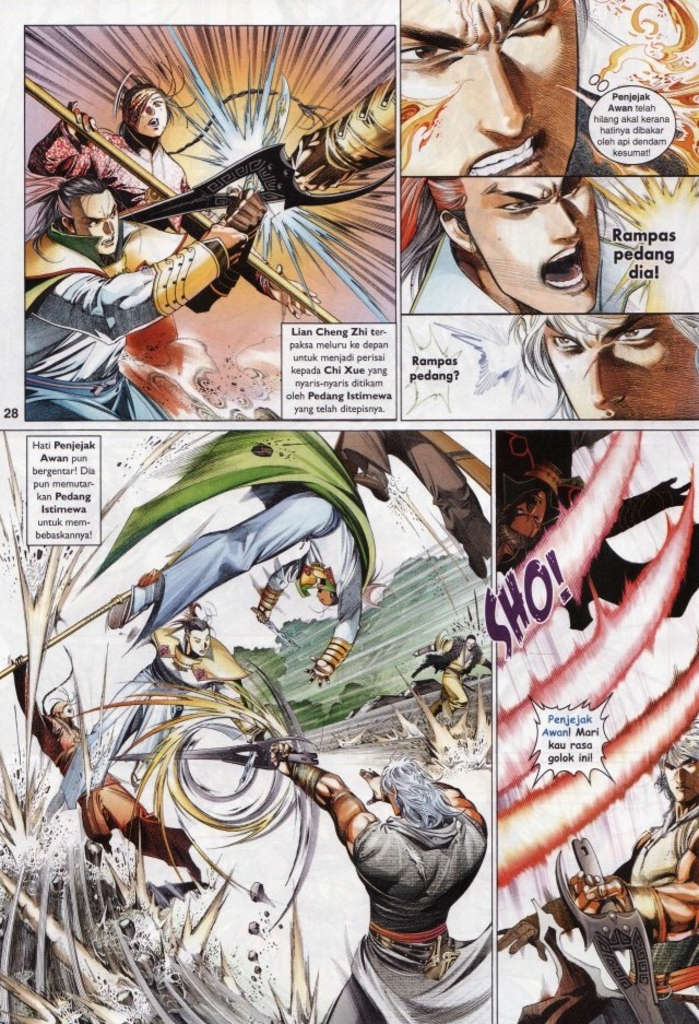 Penjejak
Awan telah
hilang akal kerana
hatinya dibakar
oleh api dendam
kesumat!
Rampas
pedang
dia!
Lian Cheng Zhi ter-
paksa meluru ke depan
untuk menjadi perisai
kepada Chi Xue yang
nyaris-nyaris ditikam
oleh Pedang Istimewa
yang telah ditepisnya.
Rampas
pedang?
28
Hati Penjejak
Awan pun
bergentar! Dia
pun memutar-
kan Pedang
Istimewa
untuk mem-
bebaskannya!
SHO!
Penjejak
Awan! Mari
kau rasa
golok ini!